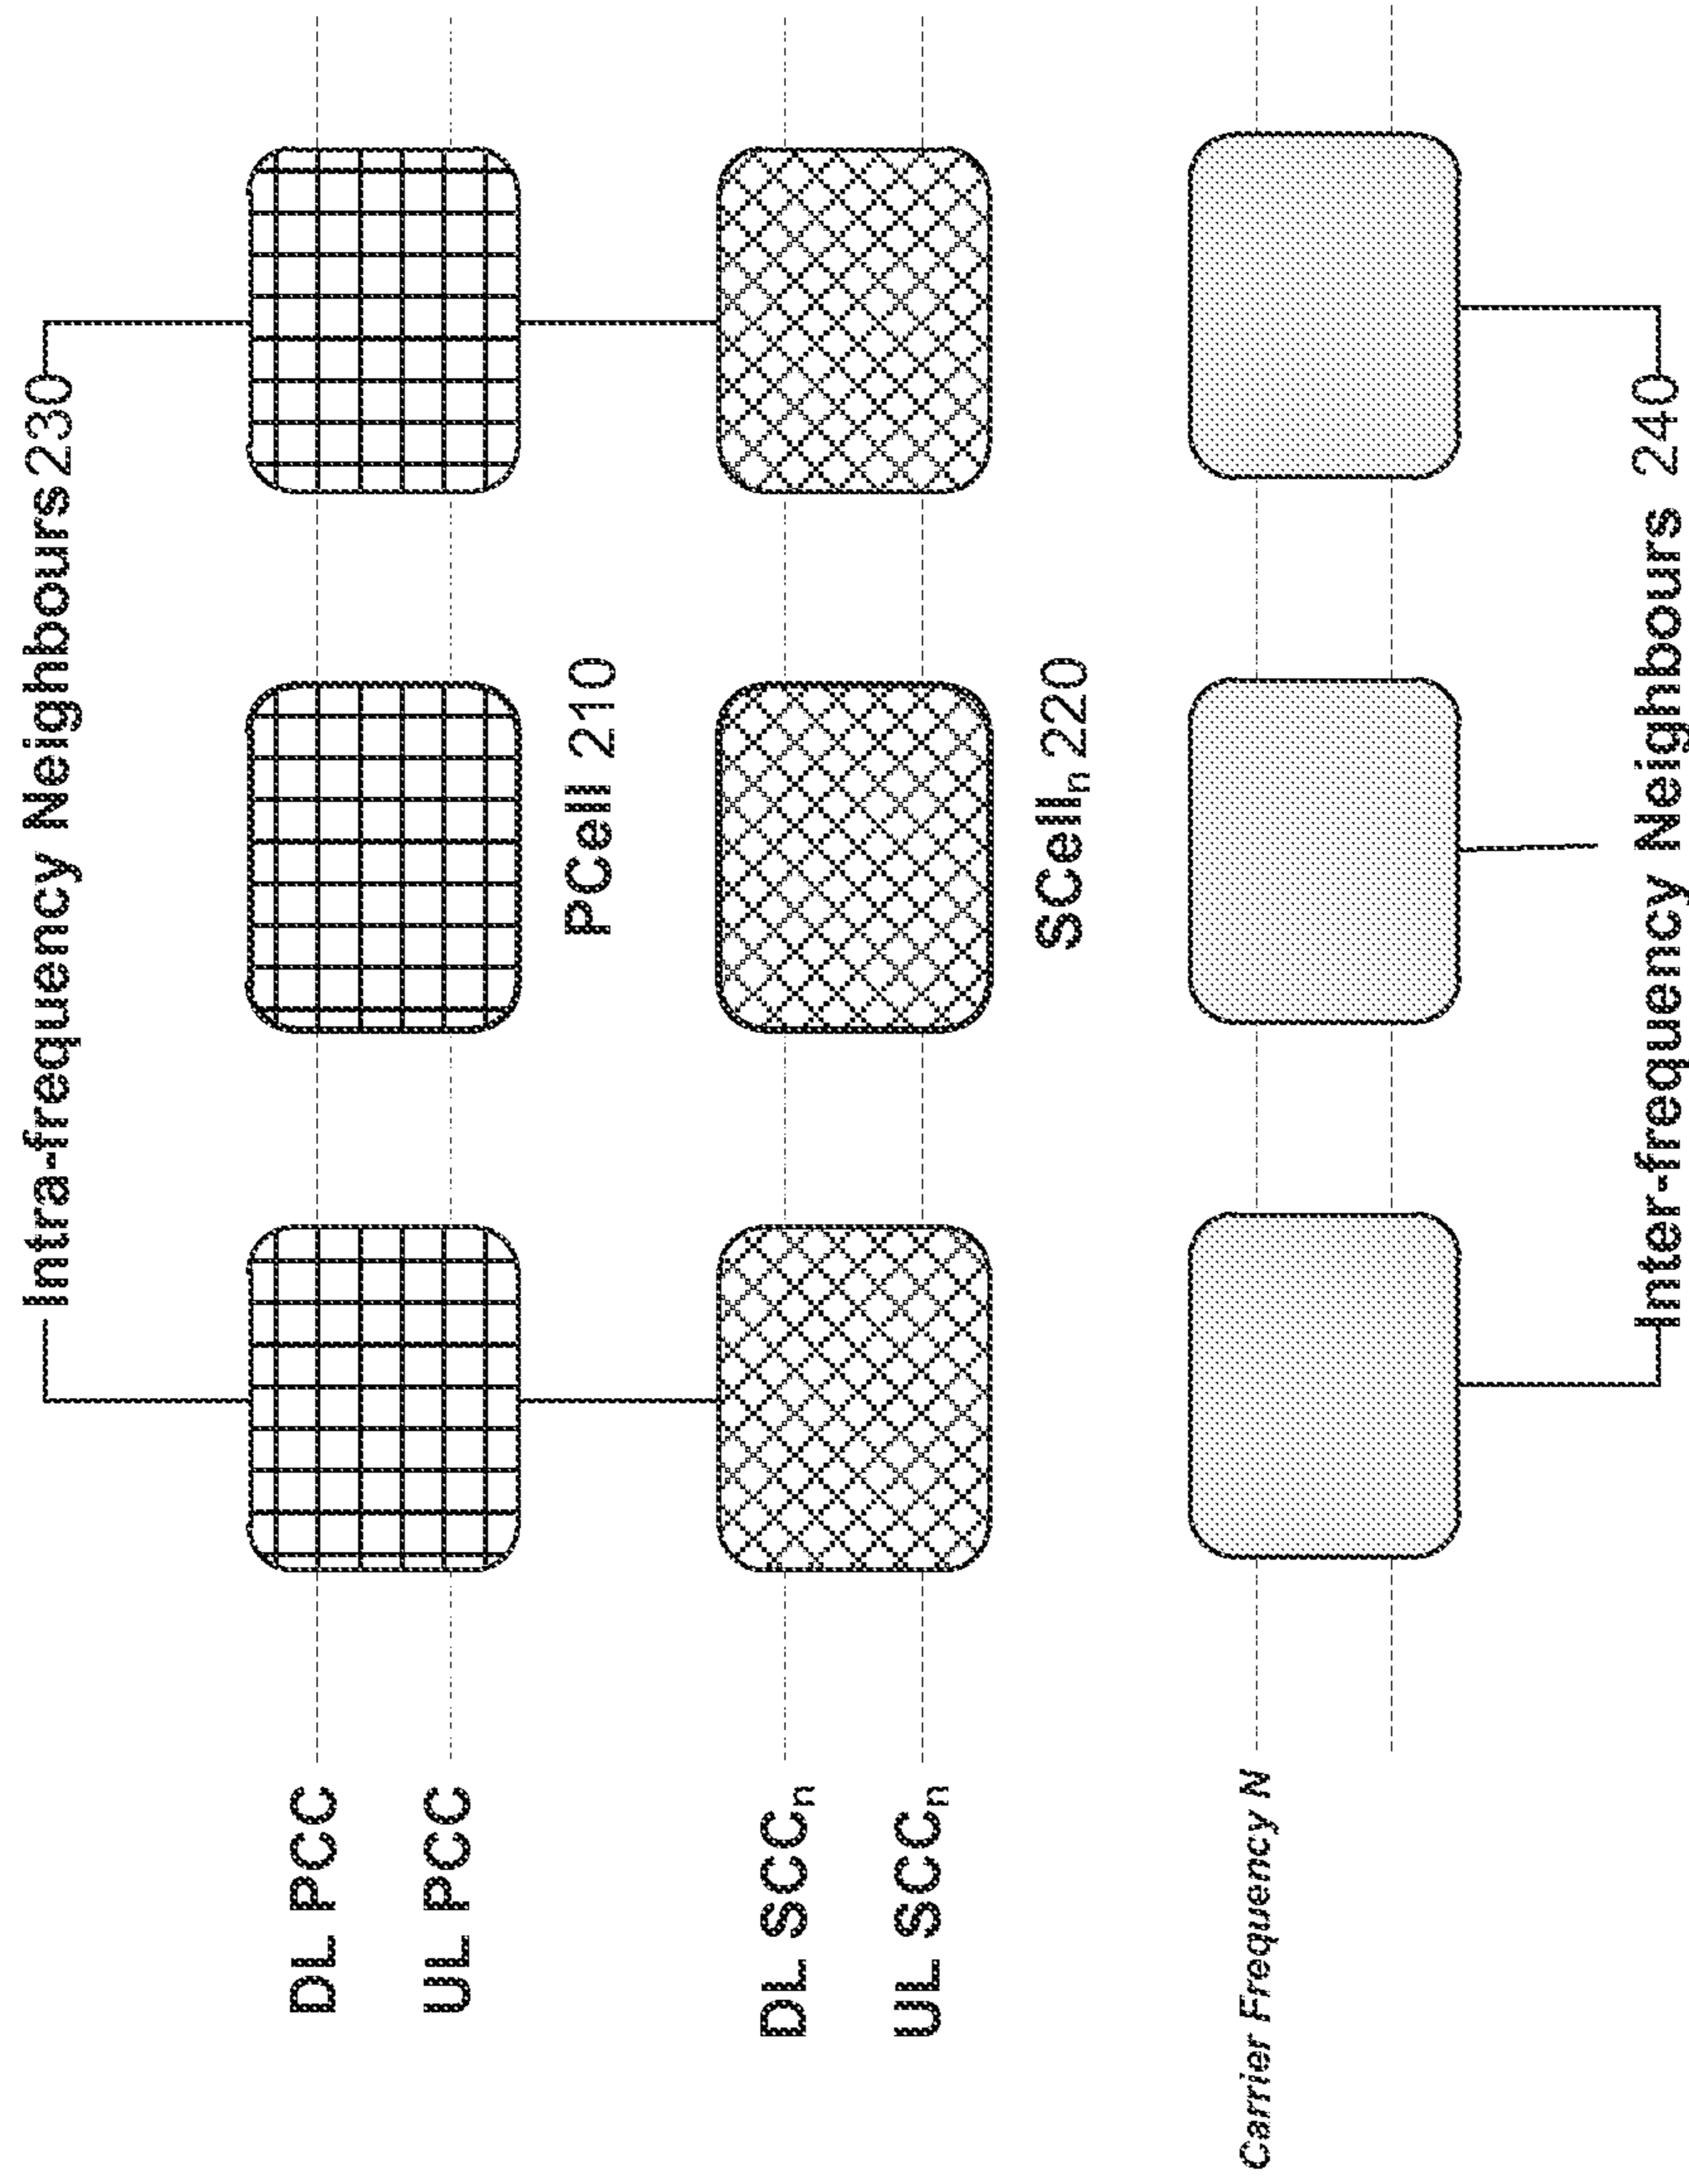 Intra-frequency Neighbours 230
DL PCC
UL PCC
PCell 210
DL SCCn
UL SCCn
SCelln 220
Carrier Frequency N
Inter-frequency Neighbours 240